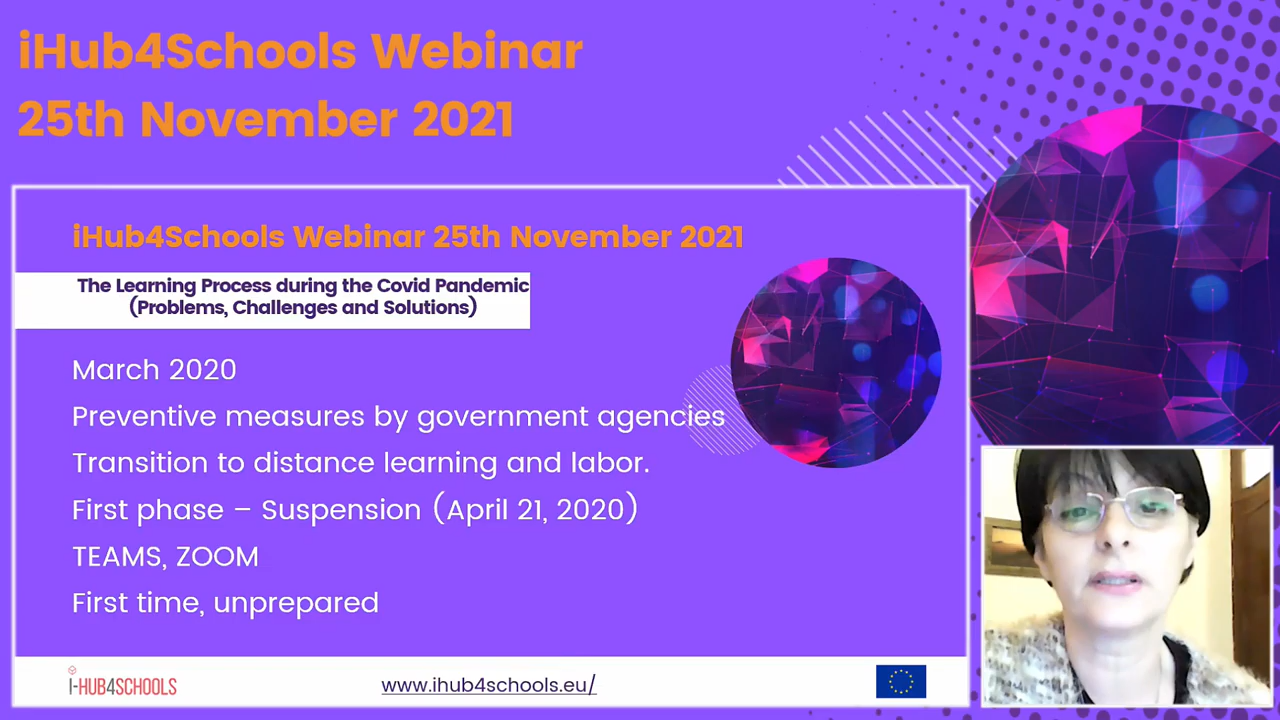 iHub4Schools Webinar
25th November 2021
iHub4Schools Webinar 25th November 2021
The Learning Process during the Covid Pandemic
(Problems, Challenges and Solutions)
March 2020
Preventive measures by government agencies
Transition to distance learning and labor.
First phase – Suspension (April 21, 2020)
TEAMS, ZOOM
First time, unprepared
I-HUB4SCHOOLS
www.ihub4schools.eu/